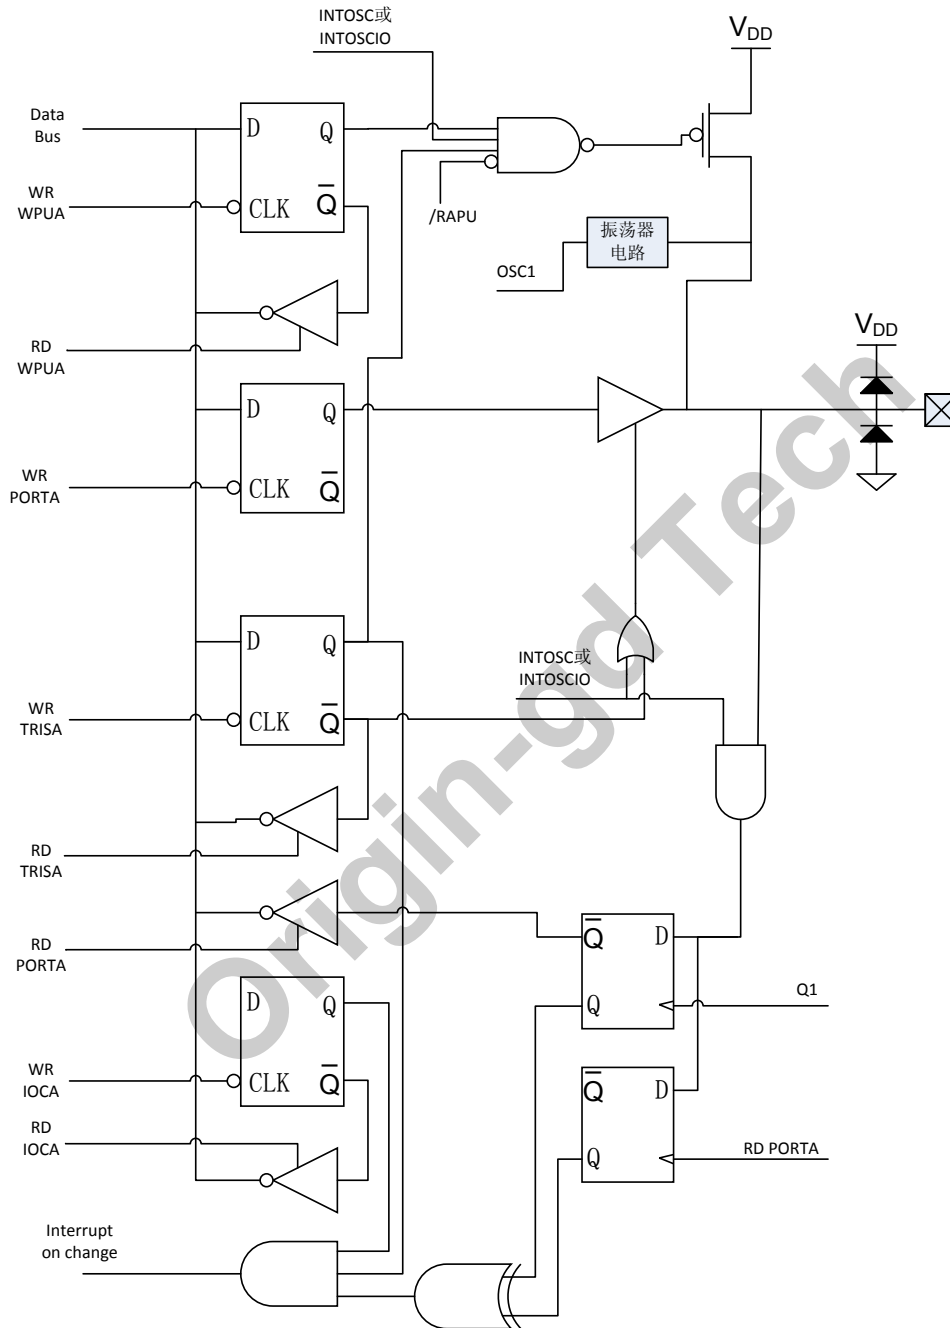 INTOSC或
INTOSCIO
VDD
Data
Bus
D
Q
WR
WPUA
CLK
Q
/RAPU
振荡器
电路
OSC1
RD
WPUA
VDD
D
Q
WR
PORTA
CLK
Q
D
Q
INTOSC或
INTOSCIO
WR
TRISA
CLK
Q
RD
TRISA
RD
PORTA
Q
D
D
Q
Q
Q1
WR
IOCA
CLK
Q
Q
D
RD
IOCA
Q
RD PORTA
Interrupt
on change
Origin-gd Tech